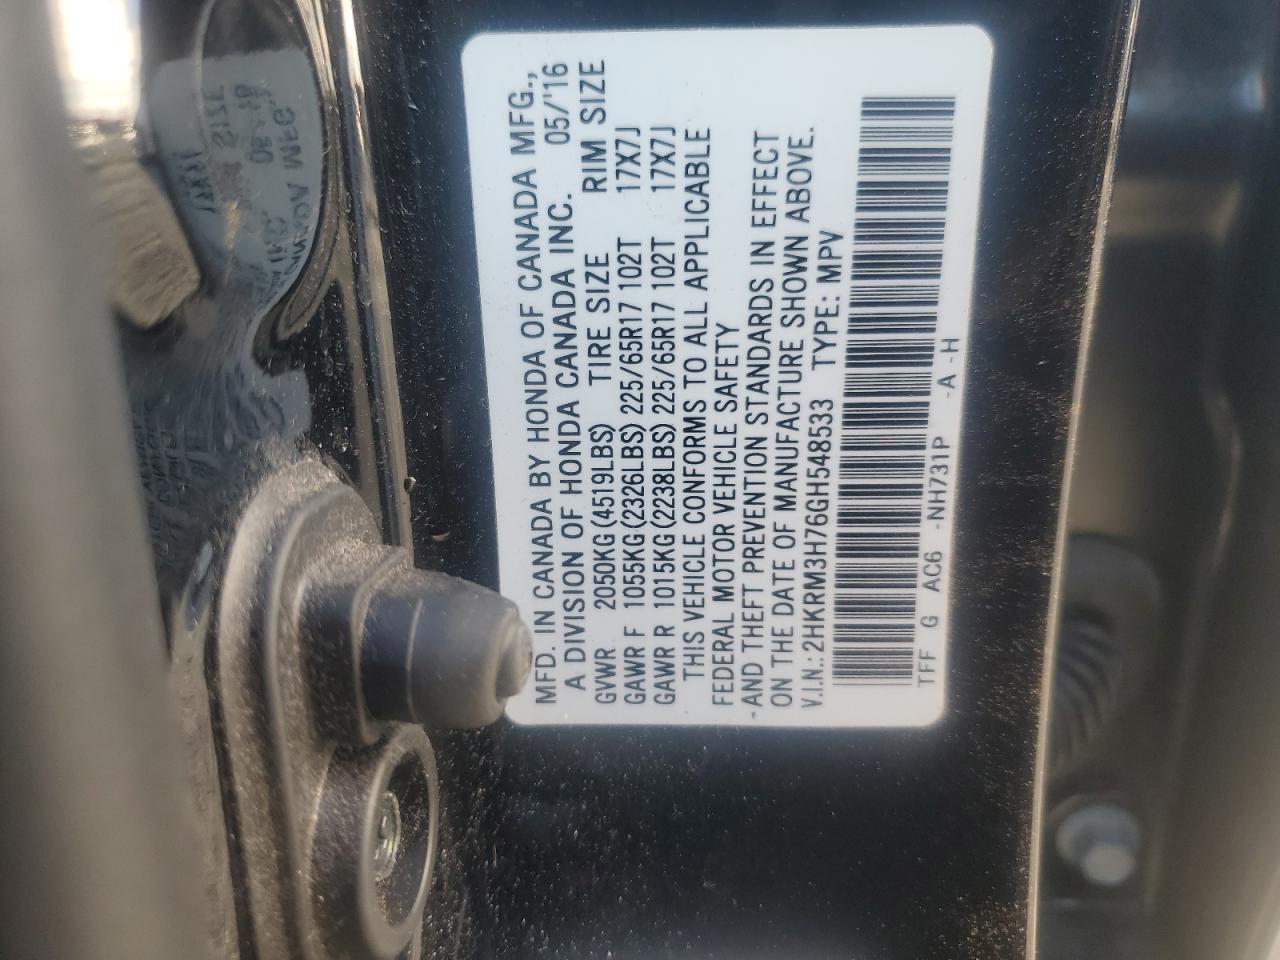 MFD. IN CANADA BY HONDA OF CANADA MFG.,
A DIVISION OF HONDA CANADA INC. 05/'16
GVWR 2050KG(4519LBS) TIRE SIZE RIM SIZE
GAWR F 1055KG(2326LBS) 225/65R17 102T 17X7J
GAWR R 1015KG(2238LBS) 225/65R17 102T 17X7J
THIS VEHICLE CONFORMS TO ALL APPLICABLE
FEDERAL MOTOR VEHICLE SAFETY
-AND THEFT PREVENTION STANDARDS IN EFFECT
ON THE DATE OF MANUFACTURE SHOWN ABOVE.
V.I.N.: 2HKRM3H76GH548533 TYPE: MPV
TFF G AC6 -NH731P -A -H